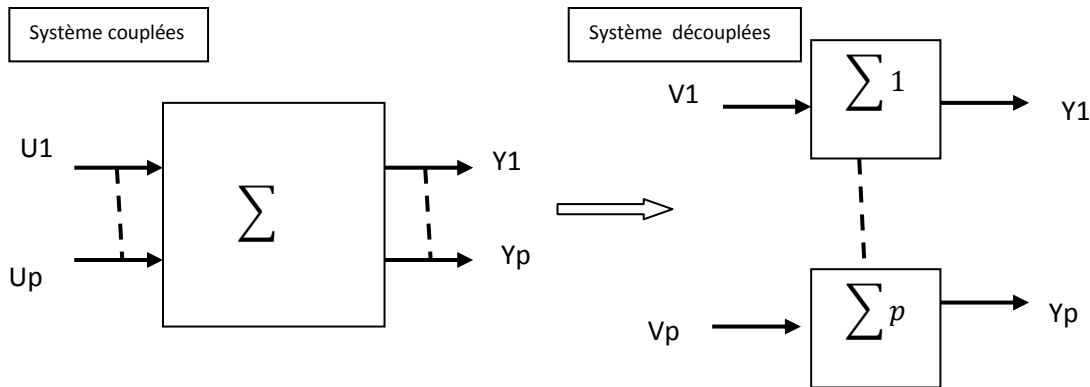 Système couplées
U1
Up
∑
Y1
Yp
Système découplées
V1
∑ 1
Y1
Vp
∑ p
Yp